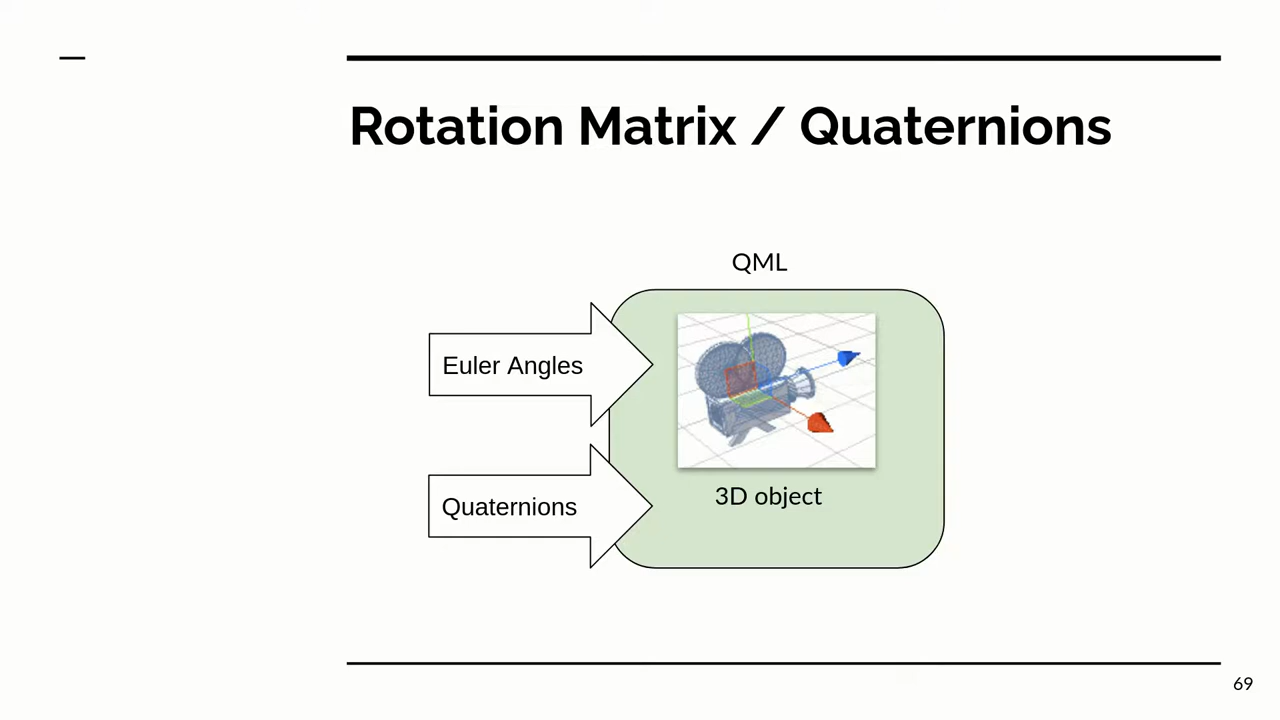 Rotation Matrix / Quaternions
QML
Euler Angles
Quaternions
3D object
69